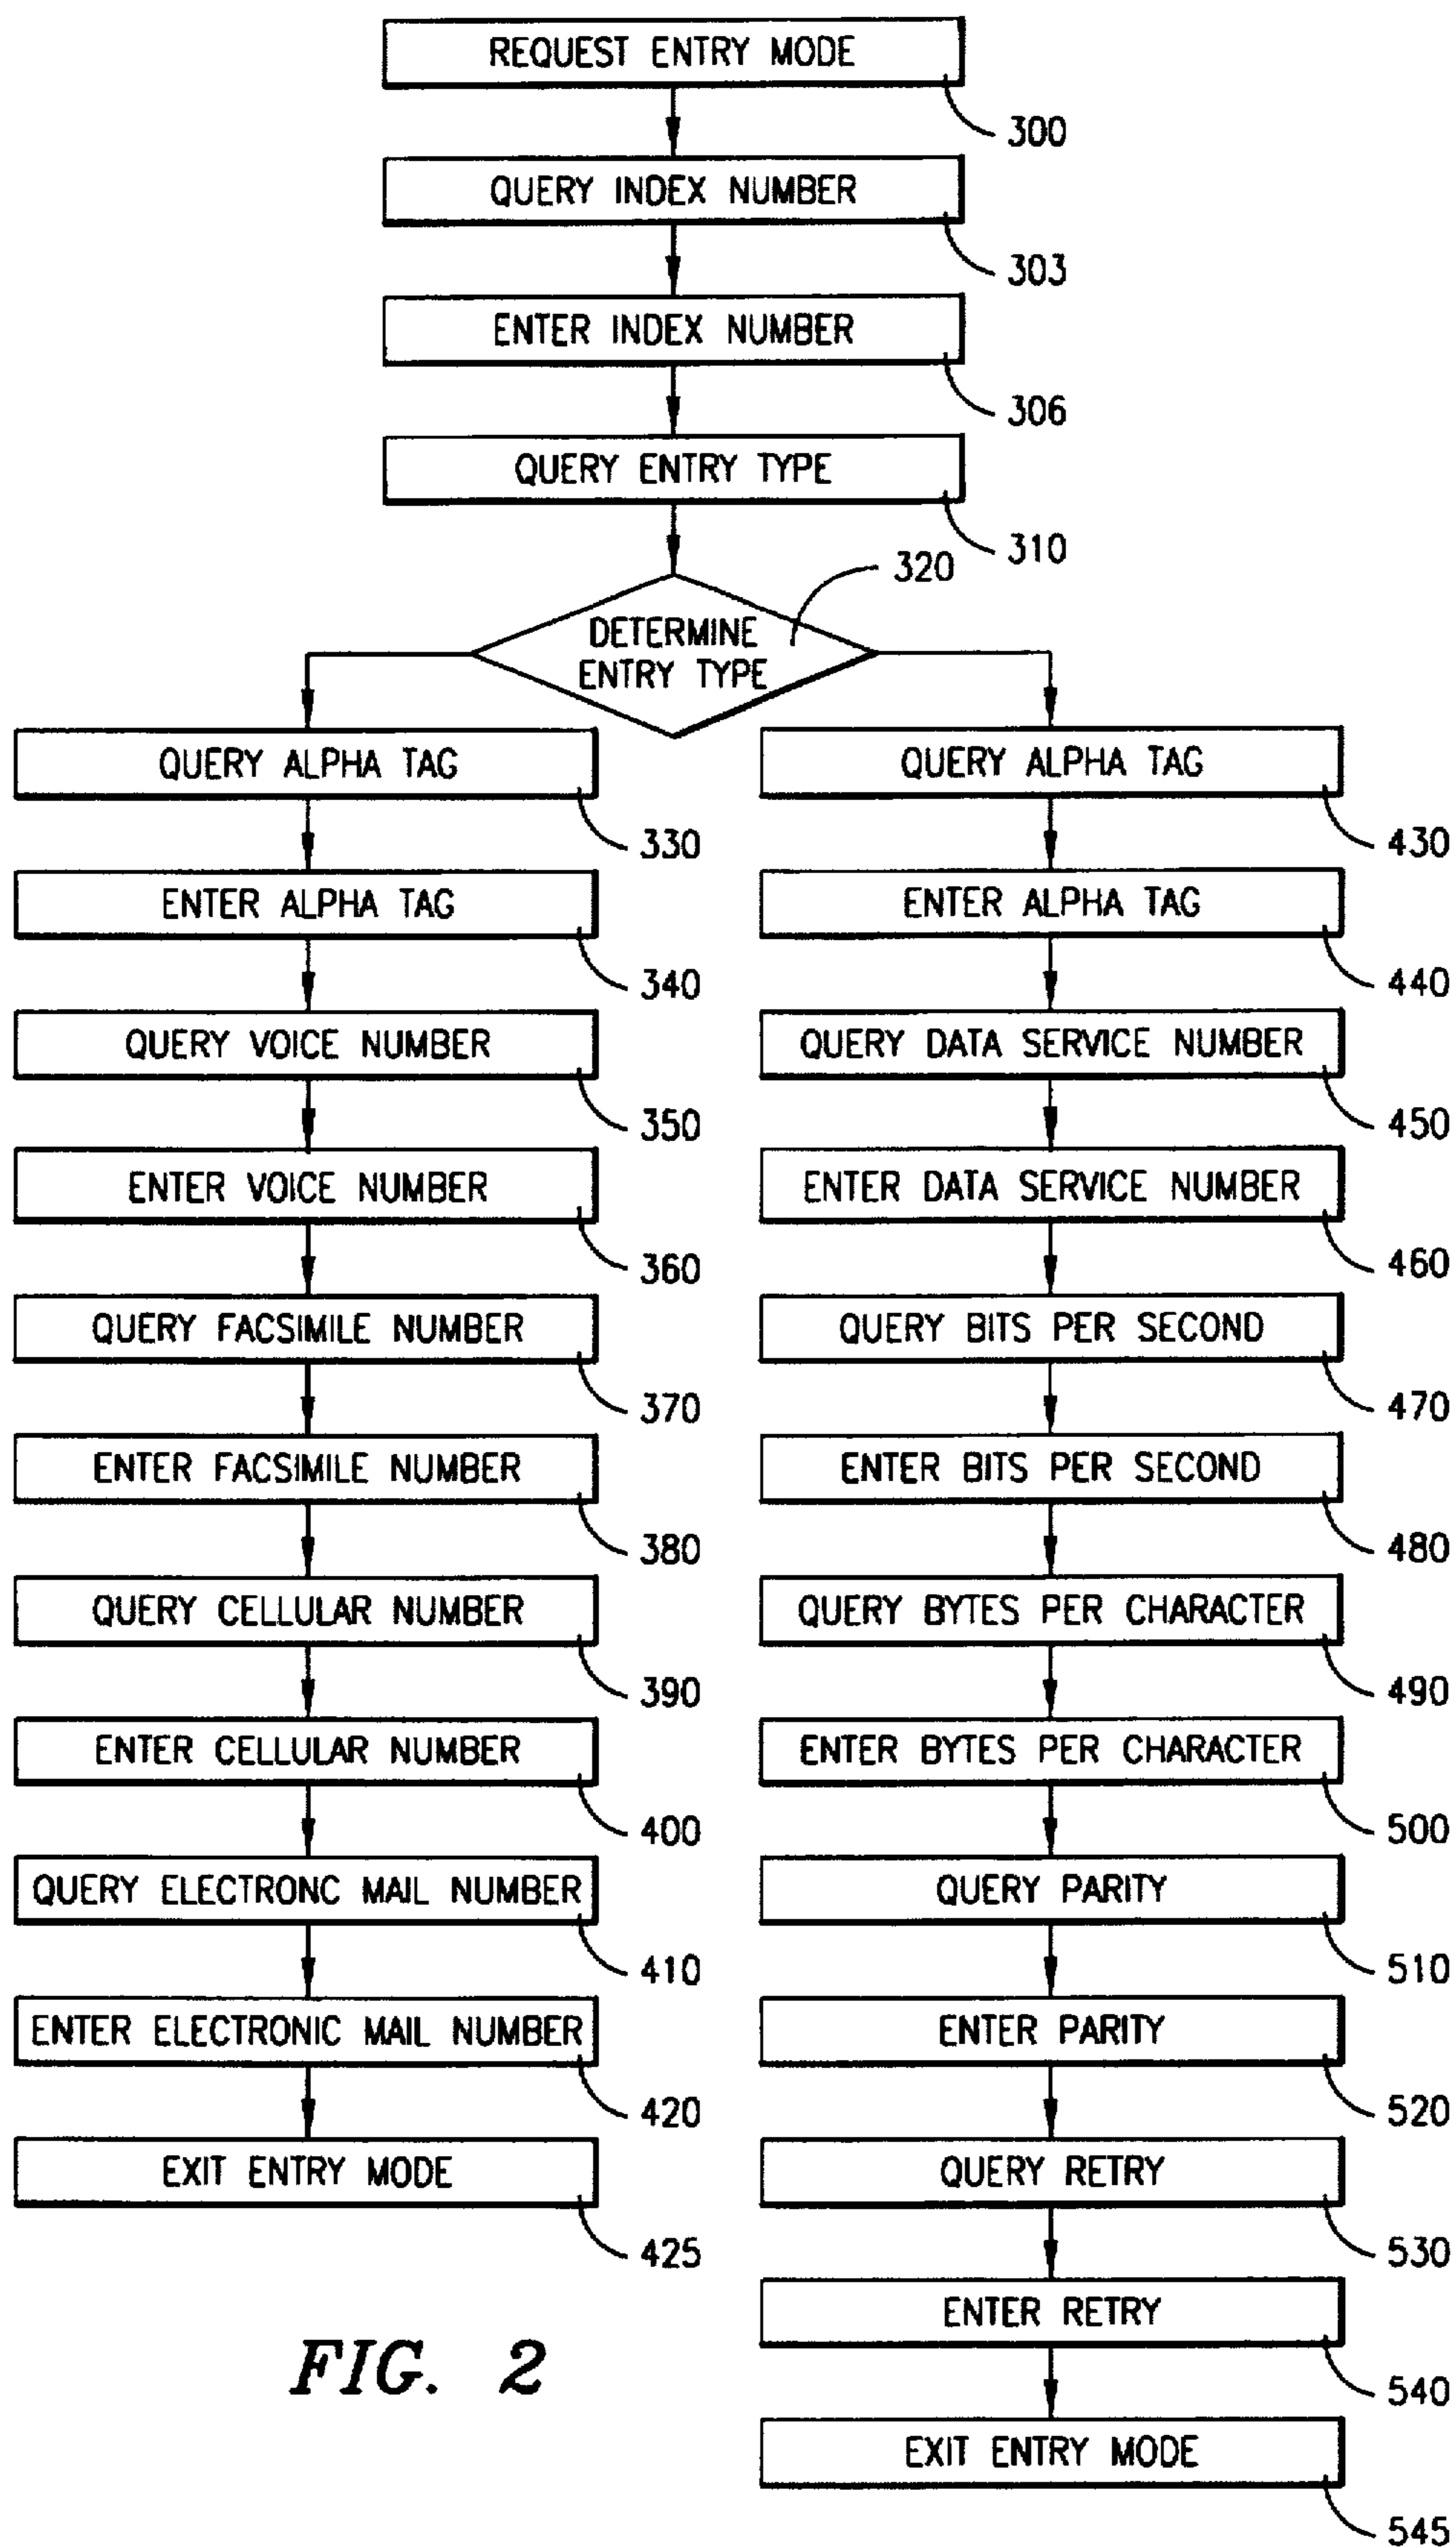 REQUEST ENTRY MODE
300
QUERY INDEX NUMBER
303
ENTER INDEX NUMBER
306
QUERY ENTRY TYPE
310
320
DETERMINE
ENTRY TYPE
QUERY ALPHA TAG
330
ENTER ALPHA TAG
340
QUERY VOICE NUMBER
350
ENTER VOICE NUMBER
360
QUERY FACSIMILE NUMBER
370
ENTER FACSIMILE NUMBER
380
QUERY CELLULAR NUMBER
390
ENTER CELLULAR NUMBER
400
QUERY ELECTRONC MAIL NUMBER
410
ENTER ELECTRONIC MAIL NUMBER
420
EXIT ENTRY MODE
425
QUERY ALPHA TAG
430
ENTER ALPHA TAG
440
QUERY DATA SERVICE NUMBER
450
ENTER DATA SERVICE NUMBER
460
QUERY BITS PER SECOND
470
ENTER BITS PER SECOND
480
QUERY BYTES PER CHARACTER
490
ENTER BYTES PER CHARACTER
500
QUERY PARITY
510
ENTER PARITY
520
QUERY RETRY
530
ENTER RETRY
540
EXIT ENTRY MODE
545
FIG. 2